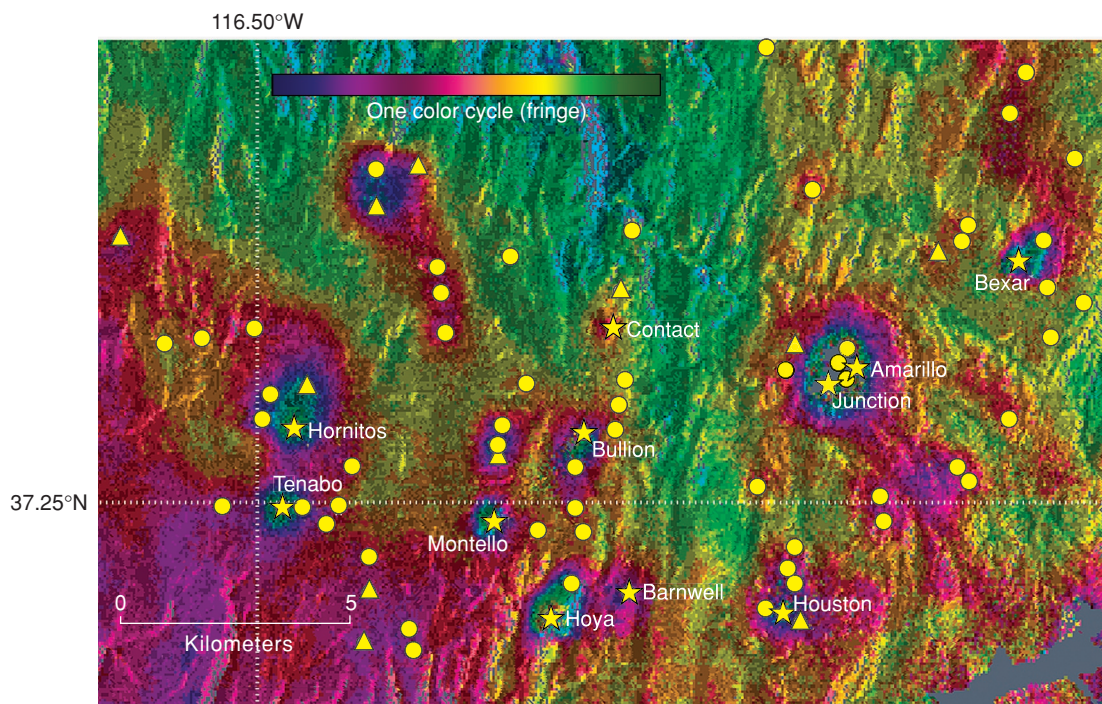 116.50°W
One color cycle (fringe)
Bexar
Contact
Amarillo
Junction
Hornitos
Bullion
Tenabo
37.25°N
Montello
Barnwell
0 5
Houston
Hoya
Kilometers